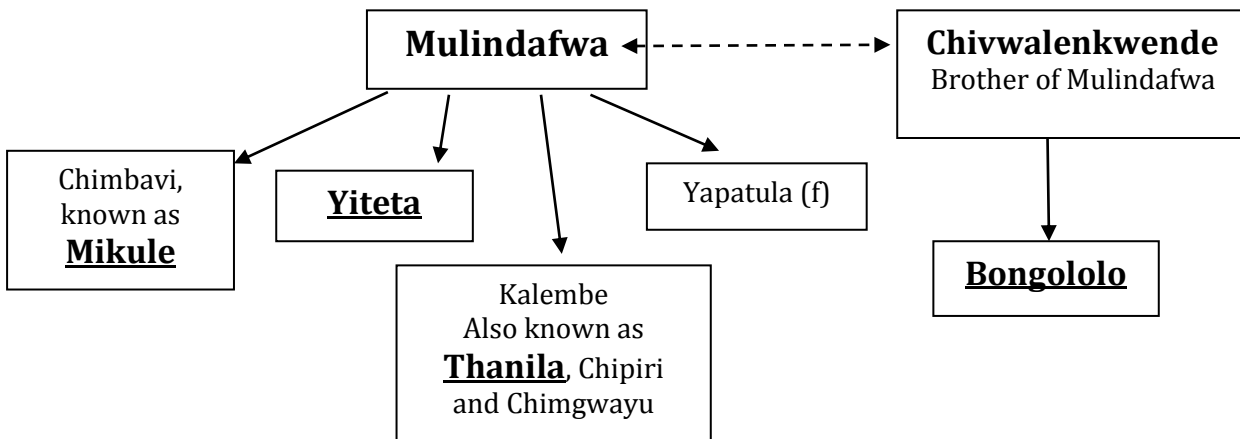 Mulindafwa
Chivwalenkwende
Brother of Mulindafwa
Chimbavi,
known as
Mikule
Yiteta
Yapatula (f)
Kalembe
Also known as
Thanila, Chipiri
and Chimgwayu
Bongololo